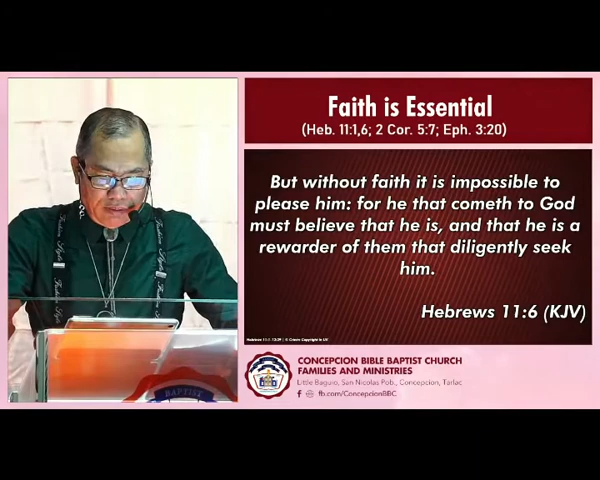 Faith is Essential
(Heb. 11:1,6; 2 Cor. 5:7; Eph. 3:20)
But without faith it is impossible to
please him: for he that cometh to God
must believe that he is, and that he is a
rewarder of them that diligently seek
him.
Hebrews 11:6 (KJV)
CONCEPCION BIBLE BAPTIST CHURCH
FAMILIES AND MINISTRIES
Little Baguio, San Nicolas Pob., Concepcion, Tarlac
fb.com/ConcepcionBBC
BAPTIST